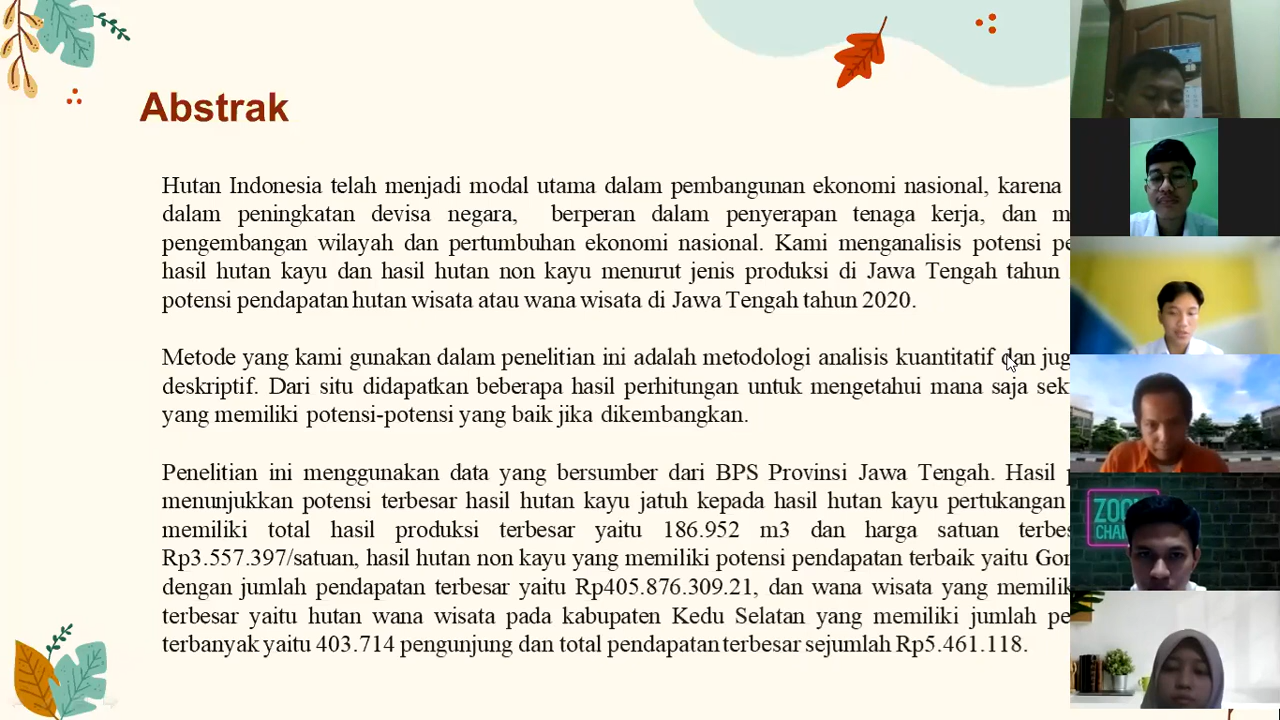 Abstrak
Hutan Indonesia telah menjadi modal utama dalam pembangunan ekonomi nasional, karena
dalam peningkatan devisa negara, berperan dalam penyerapan tenaga kerja, dan
pengembangan wilayah dan pertumbuhan ekonomi nasional. Kami menganalisis potensi
hasil hutan kayu dan hasil hutan non kayu menurut jenis produksi di Jawa Tengah tahun
potensi pendapatan hutan wisata atau wana wisata di Jawa Tengah tahun 2020.
Metode yang kami gunakan dalam penelitian ini adalah metodologi analisis kuantitatif dan
deskriptif. Dari situ didapatkan beberapa hasil perhitungan untuk mengetahui mana saja
yang memiliki potensi-potensi yang baik jika dikembangkan.
Penelitian ini menggunakan data yang bersumber dari BPS Provinsi Jawa Tengah. Hasil
menunjukkan potensi terbesar hasil hutan kayu jatuh kepada hasil hutan kayu pertukangan
memiliki total hasil produksi terbesar yaitu 186.952 m3 dan harga satuan
Rp3.557.397/satuan, hasil hutan non kayu yang memiliki potensi pendapatan terbaik yaitu
dengan jumlah pendapatan terbesar yaitu Rp405.876.309.21, dan wana wisata yang
terbesar yaitu hutan wana wisata pada kabupaten Kedu Selatan yang memiliki jumlah
terbanyak yaitu 403.714 pengunjung dan total pendapatan terbesar sejumlah Rp5.461.118.